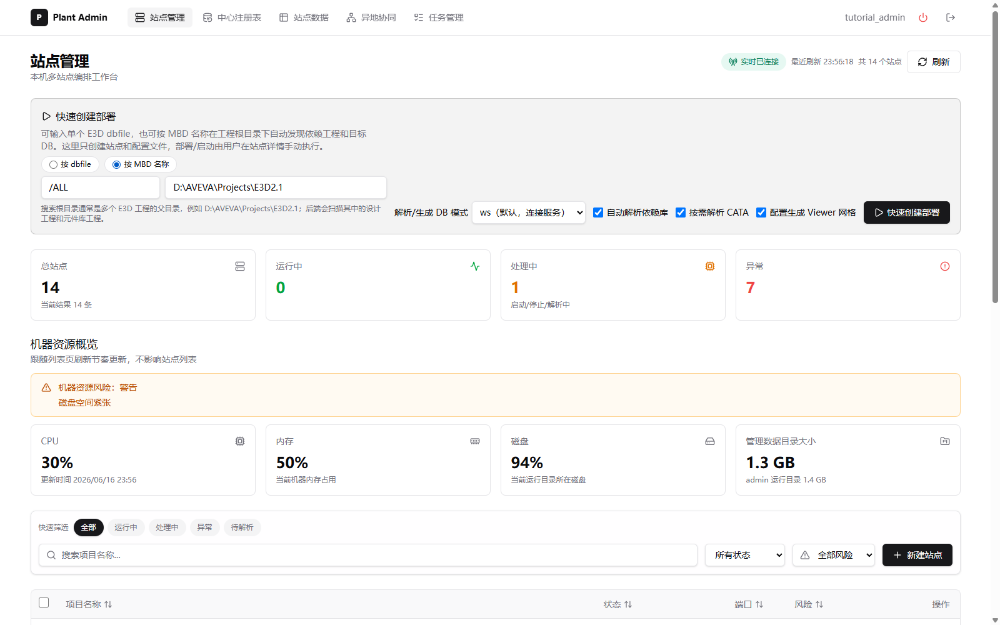 P Plant Admin 站点管理 中心注册表 站点数据 异地协同 任务管理 tutorial_admin
站点管理
本机多站点编排工作台
实时已连接 最近刷新 23:56:18 共 14 个站点 刷新
快速创建部署
可输入单个 E3D dbfile，也可按 MBD 名称在工程根目录下自动发现依赖工程和目标
DB。这里只创建站点和配置文件，部署/启动由用户在站点详情手动执行。
按 dbfile 按 MBD 名称
/ALL D:\AVEVA\Projects\E3D2.1
搜索根目录通常是多个 E3D 工程的父目录，例如 D:\AVEVA\Projects\E3D2.1；后端会扫描其中的设计
工程和元件库工程。
解析/生成 DB 模式 ws（默认，连接服务） 自动解析依赖库 按需解析 CATA 配置生成 Viewer 网格 快速创建部署
总站点 运行中 处理中 异常
14 0 1 7
当前结果 14 条 启动/停止/解析中
机器资源概览
跟随列表页刷新节奏更新，不影响站点列表
机器资源风险：警告
磁盘空间紧张
CPU 内存 磁盘 管理数据目录大小
30% 50% 94% 1.3 GB
更新时间 2026/06/16 23:56 当前机器内存占用 当前运行目录所在磁盘 admin 运行目录 1.4 GB
快速筛选 全部 运行中 处理中 异常 待解析
搜索项目名称... 所有状态 全部风险 新建站点
项目名称 状态 端口 风险 操作